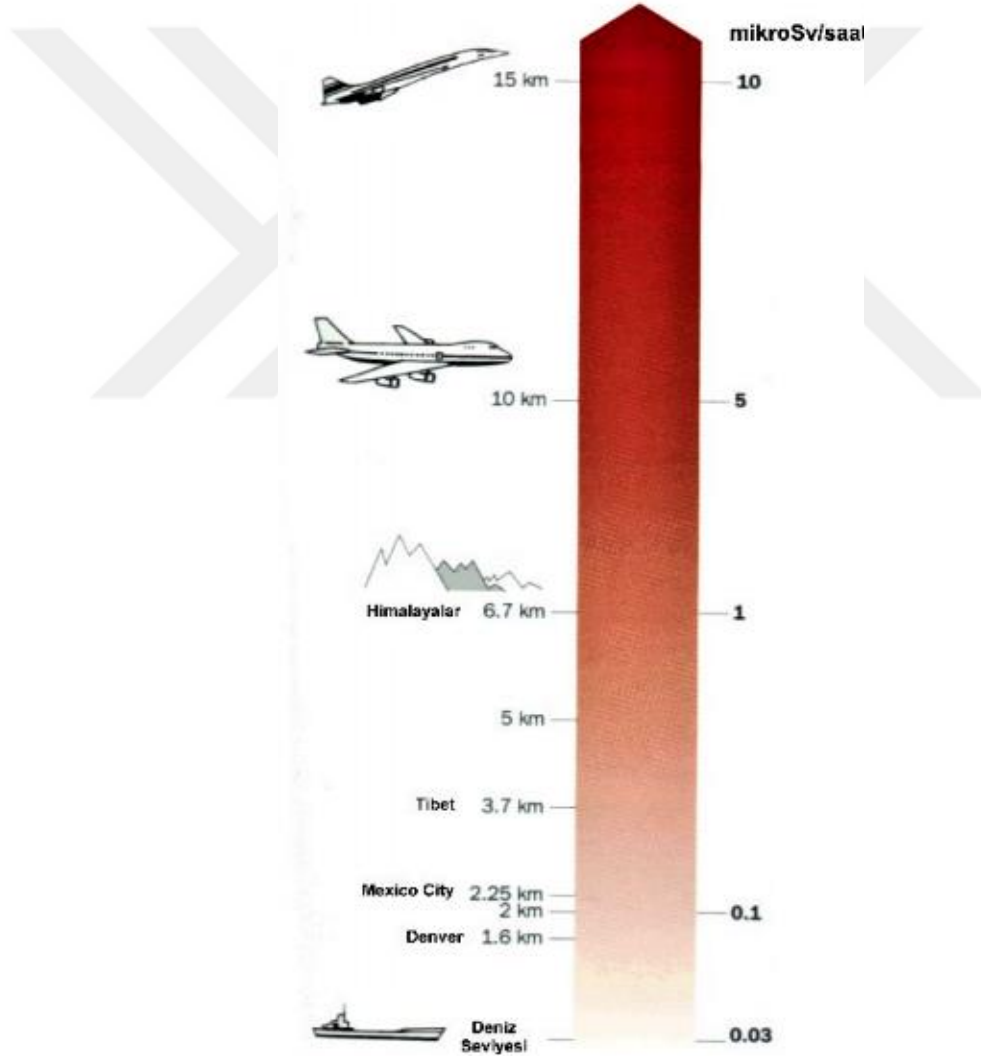 mikroSv/saat
15 km 10
10 km 5
Himalayalar 6.7 km 1
5 km
Tibet 3.7 km
Mexico City 2.25 km
2 km 0.1
Denver 1.6 km
Deniz 0.03
Seviyesi